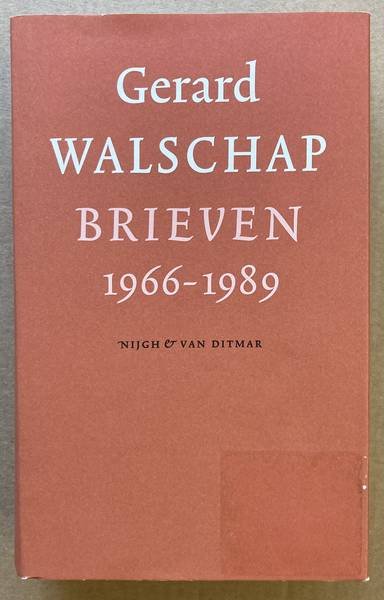 Gerard
WALSCHAP
BRIEVEN
1966-1989
NIJGH & VAN DITMAR